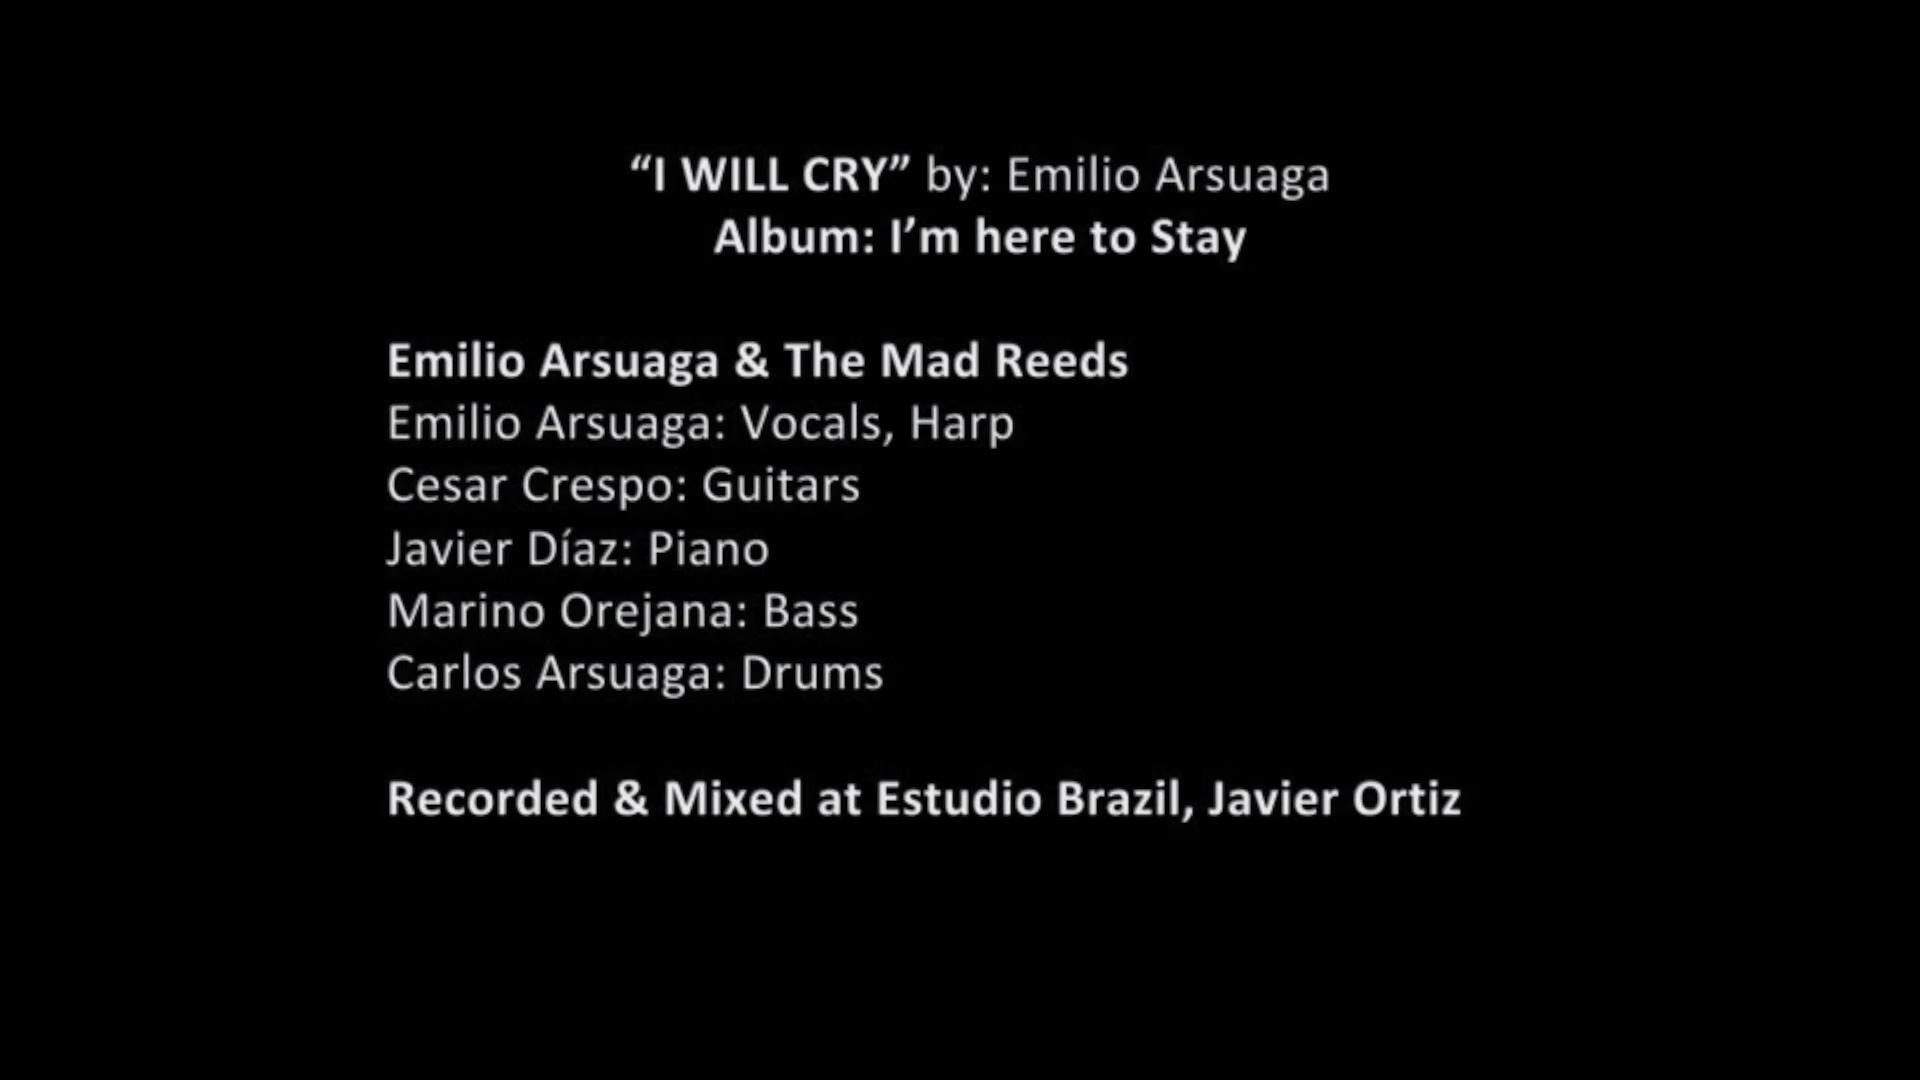 “I WILL CRY” by: Emilio Arsuaga
Album: I’m here to Stay
Emilio Arsuaga & The Mad Reeds
Emilio Arsuaga: Vocals, Harp
Cesar Crespo: Guitars
Javier Díaz: Piano
Marino Orejana: Bass
Carlos Arsuaga: Drums
Recorded & Mixed at Estudio Brazil, Javier Ortiz